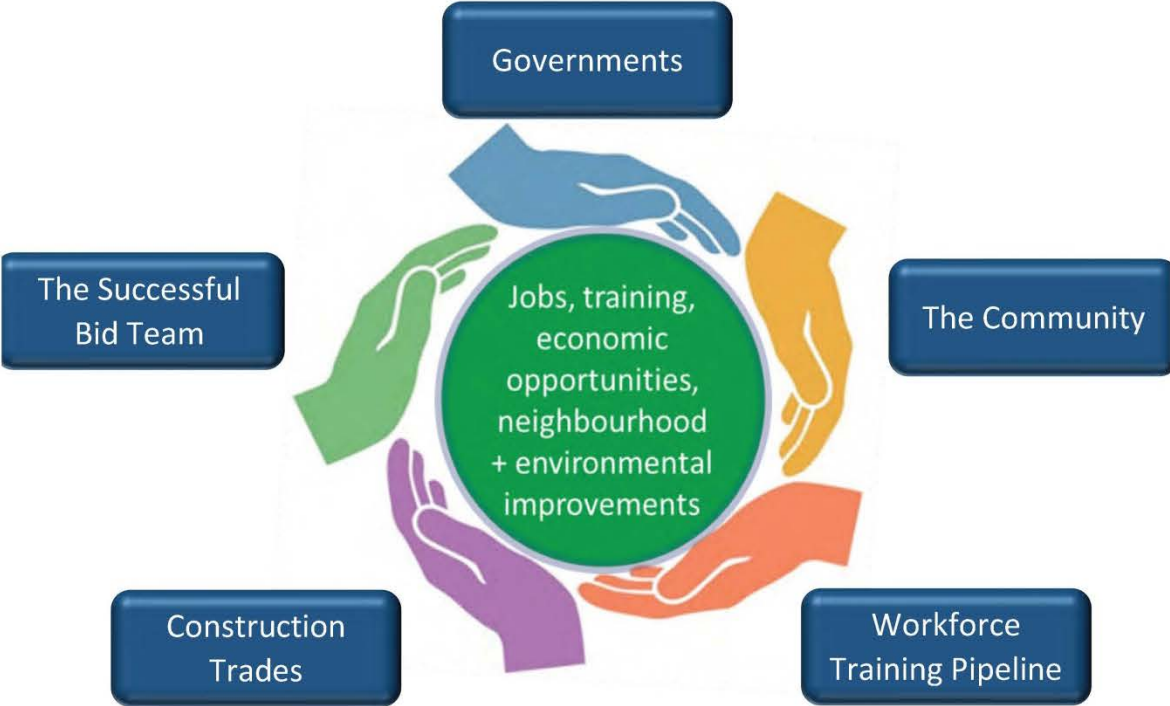 Governments
The Successful
Bid Team
Jobs, training,
economic
opportunities,
neighbourhood
+ environmental
improvements
The Community
Construction
Trades
Workforce
Training Pipeline